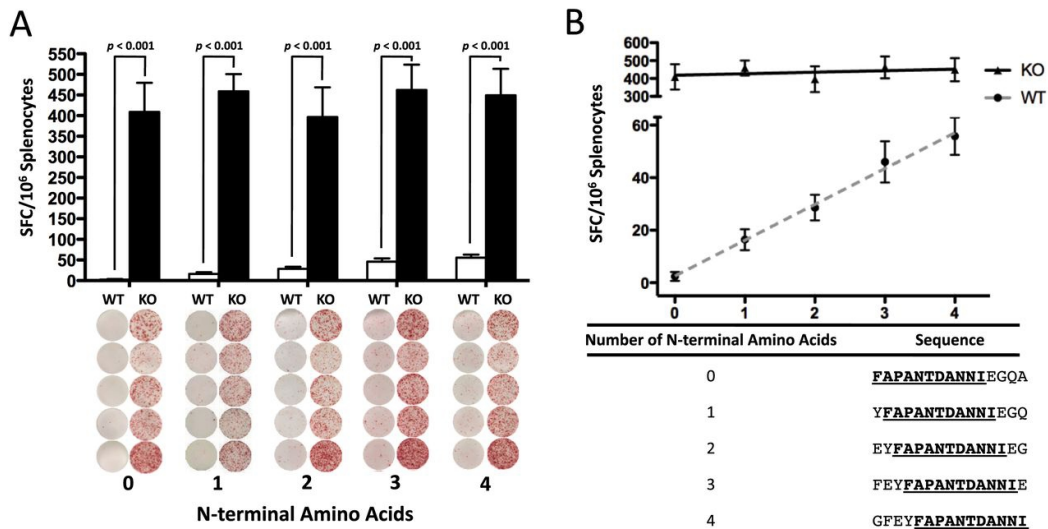 A
p < 0.001 p < 0.001 p < 0.001 p < 0.001 p < 0.001
SFC/10⁶ Splenocytes
550
500
450
400
350
300
250
200
150
100
50
0
WT KO WT KO WT KO WT KO WT KO
0 1 2 3 4
N-terminal Amino Acids
B
SFC/10⁶ Splenocytes
600
500
400
300
60
40
20
0
KO
WT
0 1 2 3 4
Number of N-terminal Amino Acids Sequence
0 FAPANTDANNIEGQA
1 YFAPANTDANNIEGQ
2 EYFAPANTDANNIEG
3 FEYFAPANTDANNIE
4 GFEYFAPANTDANNI